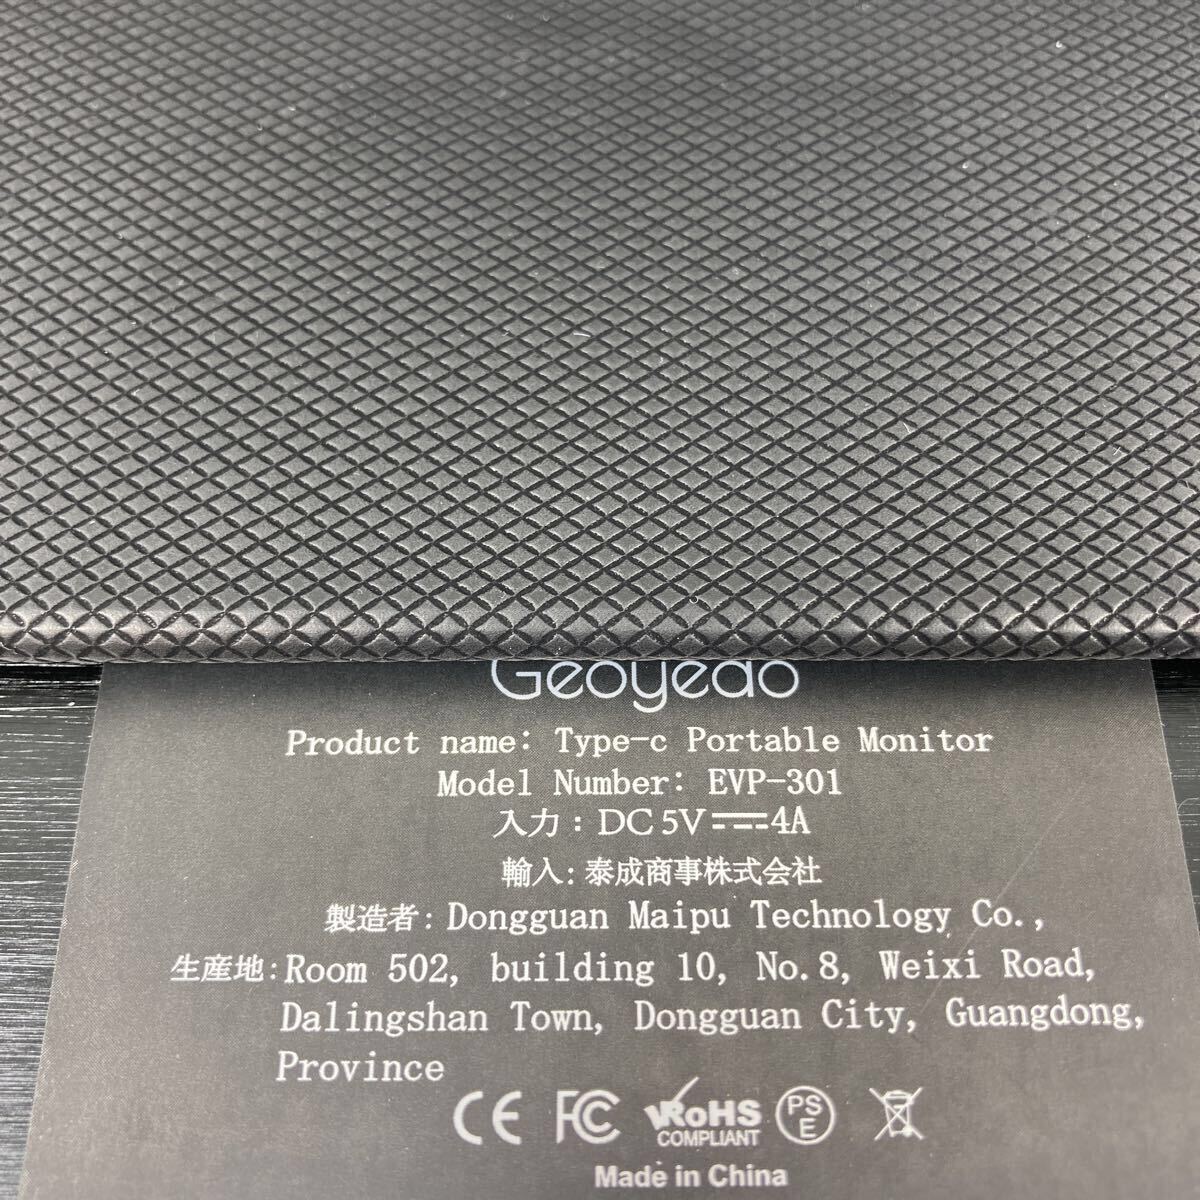 Geoyeao
Product name: Type-c Portable Monitor
Model Number: EVP-301
入力：DC 5V⎓4A
輸入：泰成商事株式会社
製造者：Dongguan Maipu Technology Co.,
生産地：Room 502, building 10, No.8, Weixi Road,
Dalingshan Town, Dongguan City, Guangdong,
Province
CE FC RoHS COMPLIANT PSE
Made in China